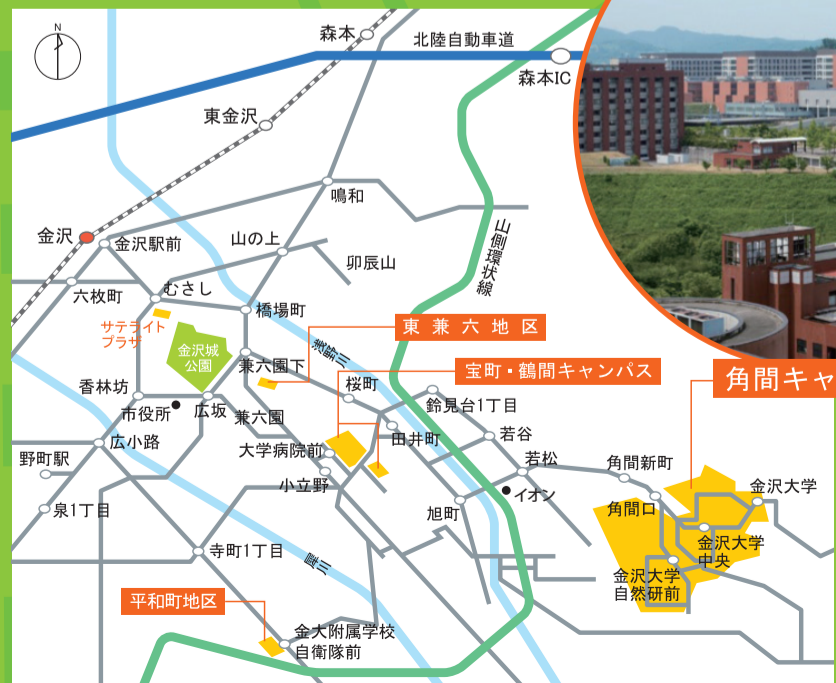 N
森本
北陸自動車道
森本IC
東金沢
鳴和
金沢
金沢駅前
山の上
卯辰山
山側環状線
六枚町
むさし
橋場町
サテライト
プラザ
金沢城
公園
東兼六地区
浅野川
兼六園下
宝町・鶴間キャンパス
角間キャ
香林坊
市役所
広坂
兼六園
桜町
鈴見台1丁目
広小路
大学病院前
田井町
若谷
野町駅
小立野
若松
角間新町
泉1丁目
旭町
イオン
角間口
金沢大学
寺町1丁目
犀川
金沢大学
中央
金沢大学
自然研前
平和町地区
金大附属学校
自衛隊前